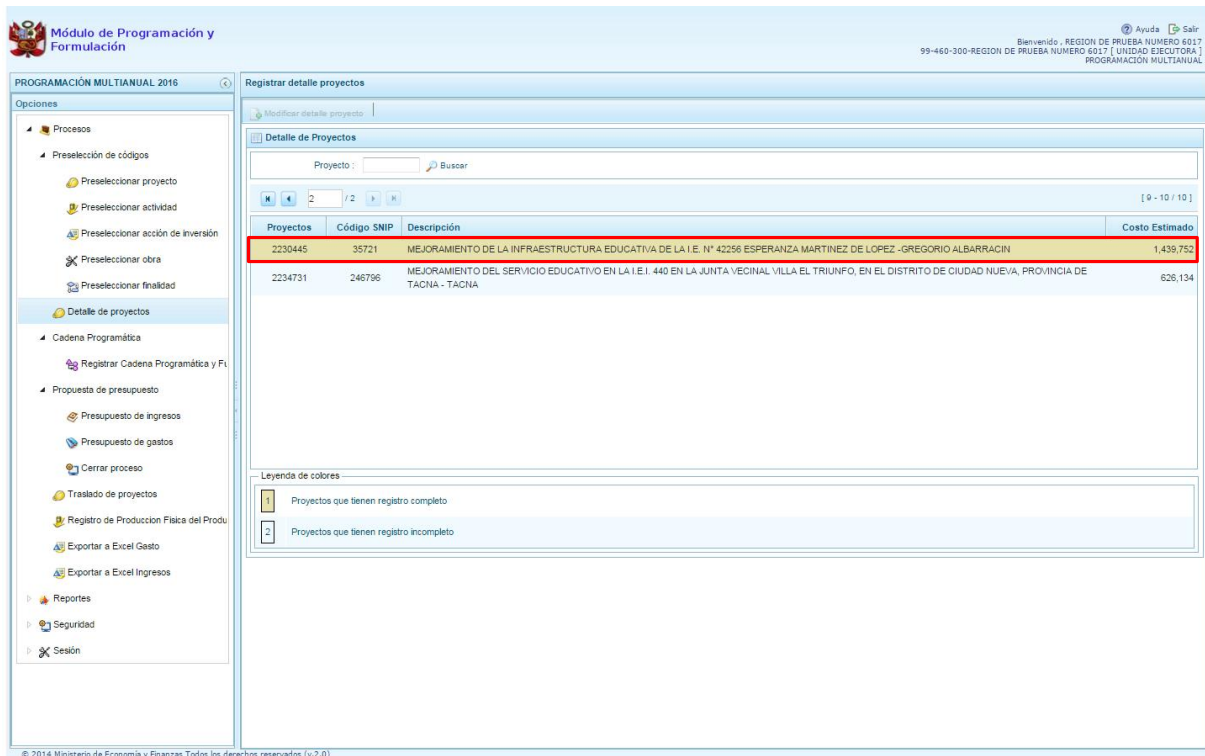 Módulo de Programación y
Formulación
Ayuda Salir
Bienvenido , REGION DE PRUEBA NUMERO 6017
99-460-300-REGION DE PRUEBA NUMERO 6017 [ UNIDAD EJECUTORA ]
PROGRAMACIÓN MULTIANUAL
PROGRAMACIÓN MULTIANUAL 2016
Opciones
Procesos
Preselección de códigos
Preseleccionar proyecto
Preseleccionar actividad
Preseleccionar acción de inversión
Preseleccionar obra
Preseleccionar finalidad
Detalle de proyectos
Cadena Programática
Registrar Cadena Programática y Fu
Propuesta de presupuesto
Presupuesto de ingresos
Presupuesto de gastos
Cerrar proceso
Traslado de proyectos
Registro de Produccion Fisica del Produ
Exportar a Excel Gasto
Exportar a Excel Ingresos
Reportes
Seguridad
Sesión
Registrar detalle proyectos
Modificar detalle proyecto
Detalle de Proyectos
Proyecto : Buscar
2 / 2 [ 9 - 10 / 10 ]
Proyectos Código SNIP Descripción Costo Estimado
2230445 35721 MEJORAMIENTO DE LA INFRAESTRUCTURA EDUCATIVA DE LA I.E. N° 42256 ESPERANZA MARTINEZ DE LOPEZ -GREGORIO ALBARRACIN 1,439,752
2234731 246796 MEJORAMIENTO DEL SERVICIO EDUCATIVO EN LA I.E.I. 440 EN LA JUNTA VECINAL VILLA EL TRIUNFO, EN EL DISTRITO DE CIUDAD NUEVA, PROVINCIA DE 626,134
TACNA - TACNA
Leyenda de colores
1 Proyectos que tienen registro completo
2 Proyectos que tienen registro incompleto
© 2014 Ministerio de Economía y Finanzas Todos los derechos reservados (v.2.0)